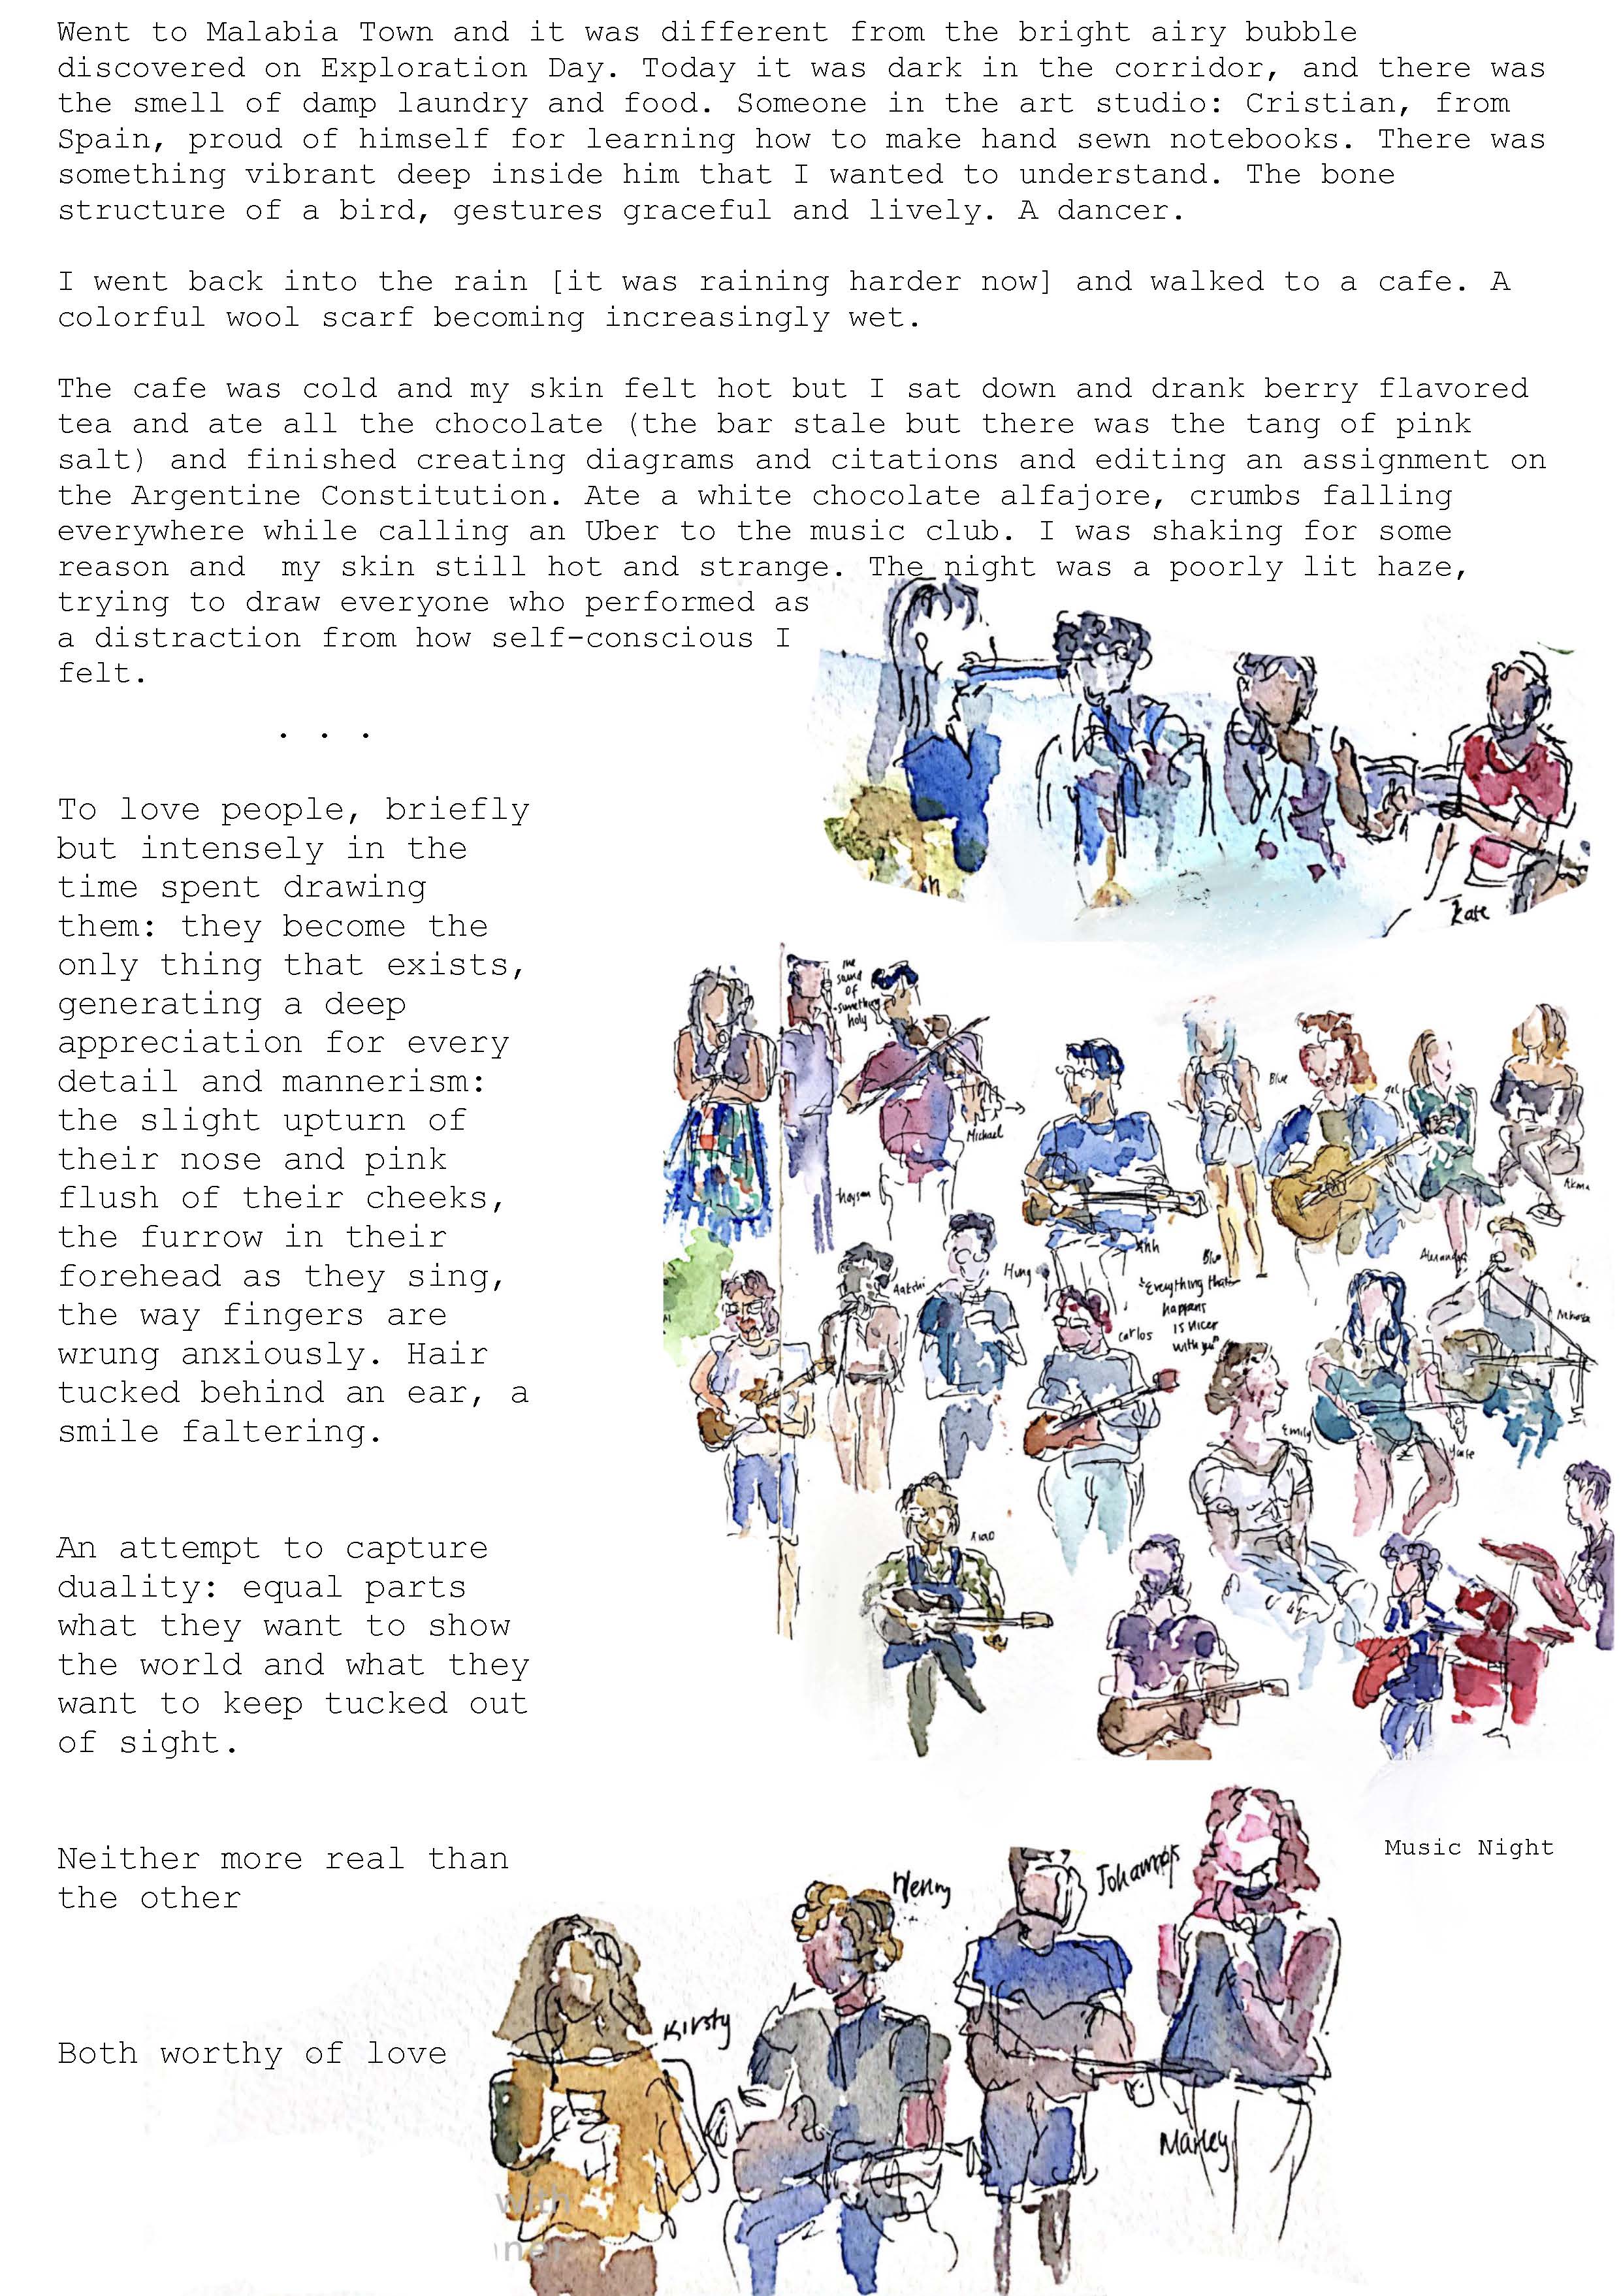 Went to Malabia Town and it was different from the bright airy bubble
discovered on Exploration Day. Today it was dark in the corridor, and there was
the smell of damp laundry and food. Someone in the art studio: Cristian, from
Spain, proud of himself for learning how to make hand sewn notebooks. There was
something vibrant deep inside him that I wanted to understand. The bone
structure of a bird, gestures graceful and lively. A dancer.
I went back into the rain [it was raining harder now] and walked to a cafe. A
colorful wool scarf becoming increasingly wet.
The cafe was cold and my skin felt hot but I sat down and drank berry flavored
tea and ate all the chocolate (the bar stale but there was the tang of pink
salt) and finished creating diagrams and citations and editing an assignment on
the Argentine Constitution. Ate a white chocolate alfajore, crumbs falling
everywhere while calling an Uber to the music club. I was shaking for some
reason and  my skin still hot and strange. The night was a poorly lit haze,
trying to draw everyone who performed as
a distraction from how self-conscious I
felt.
. . .
To love people, briefly
but intensely in the
time spent drawing
them: they become the
only thing that exists,
generating a deep
appreciation for every
detail and mannerism:
the slight upturn of
their nose and pink
flush of their cheeks,
the furrow in their
forehead as they sing,
the way fingers are
wrung anxiously. Hair
tucked behind an ear, a
smile faltering.
An attempt to capture
duality: equal parts
what they want to show
the world and what they
want to keep tucked out
of sight.
Neither more real than
the other
Both worthy of love
Kate
the
sound
of
something
holy
Michael
Blue
Anh
Blue
Aakshi
Hung
"Everything that
happens
is nicer
with you"
Carlos
Emily
Music Night
Henry
Kirsty
Marley
with